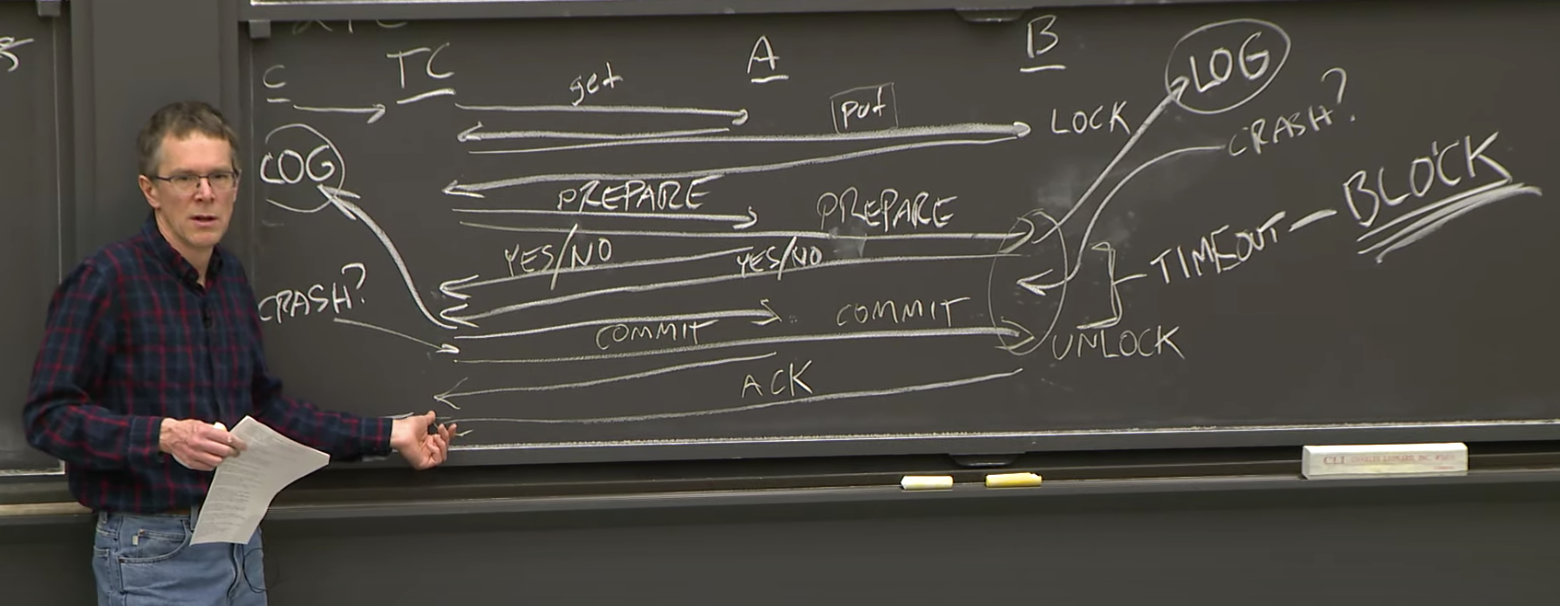 C TC A B
get
put
LOG
LOCK
LOG
CRASH?
PREPARE PREPARE
BLOCK
YES/NO YES/NO
TIMEOUT
CRASH?
COMMIT COMMIT
UNLOCK
ACK